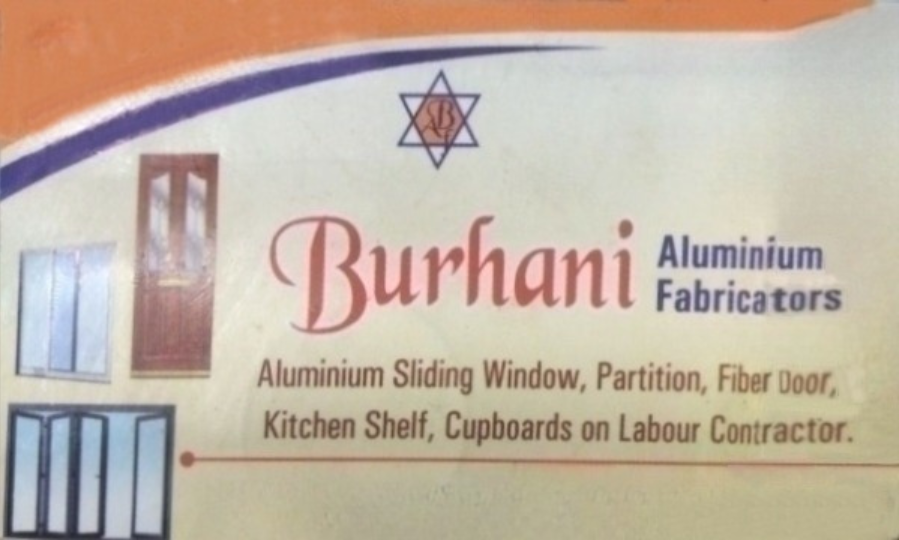 B
Burhani Aluminium
Fabricators
Aluminium Sliding Window, Partition, Fiber Door,
Kitchen Shelf, Cupboards on Labour Contractor.